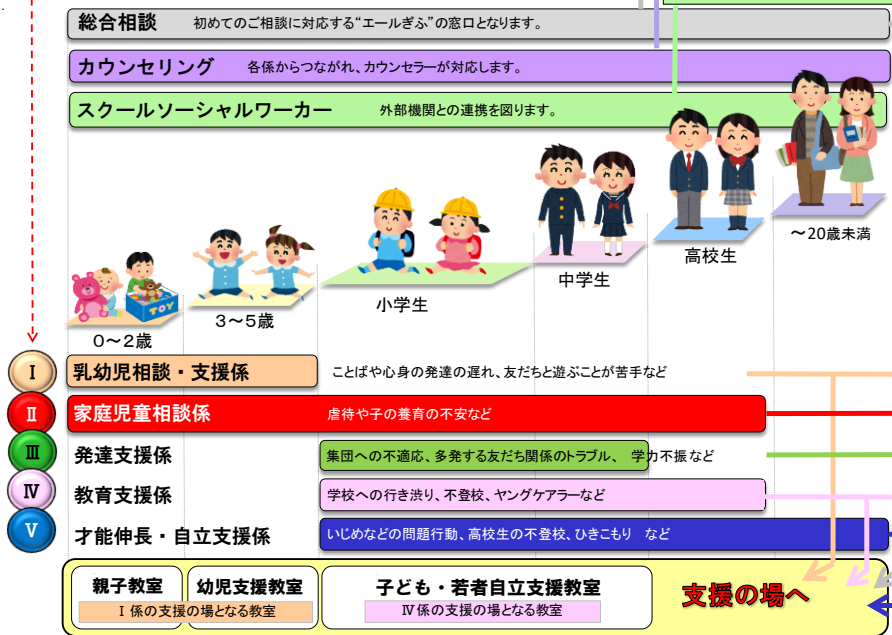 総合相談 初めてのご相談に対応する“エールぎふ”の窓口となります。
カウンセリング 各係からつながれ、カウンセラーが対応します。
スクールソーシャルワーカー 外部機関との連携を図ります。
～20歳未満
高校生
中学生
小学生
3～5歳
0～2歳
TOY
Ⅰ 乳幼児相談・支援係 ことばや心身の発達の遅れ、友だちと遊ぶことが苦手など
Ⅱ 家庭児童相談係 虐待や子の養育の不安など
Ⅲ 発達支援係 集団への不適応、多発する友だち関係のトラブル、 学力不振など
Ⅳ 教育支援係 学校への行き渋り、不登校、ヤングケアラーなど
Ⅴ 才能伸長・自立支援係 いじめなどの問題行動、高校生の不登校、ひきこもり など
親子教室 幼児支援教室 子ども・若者自立支援教室 支援の場へ
Ⅰ係の支援の場となる教室 Ⅳ係の支援の場となる教室